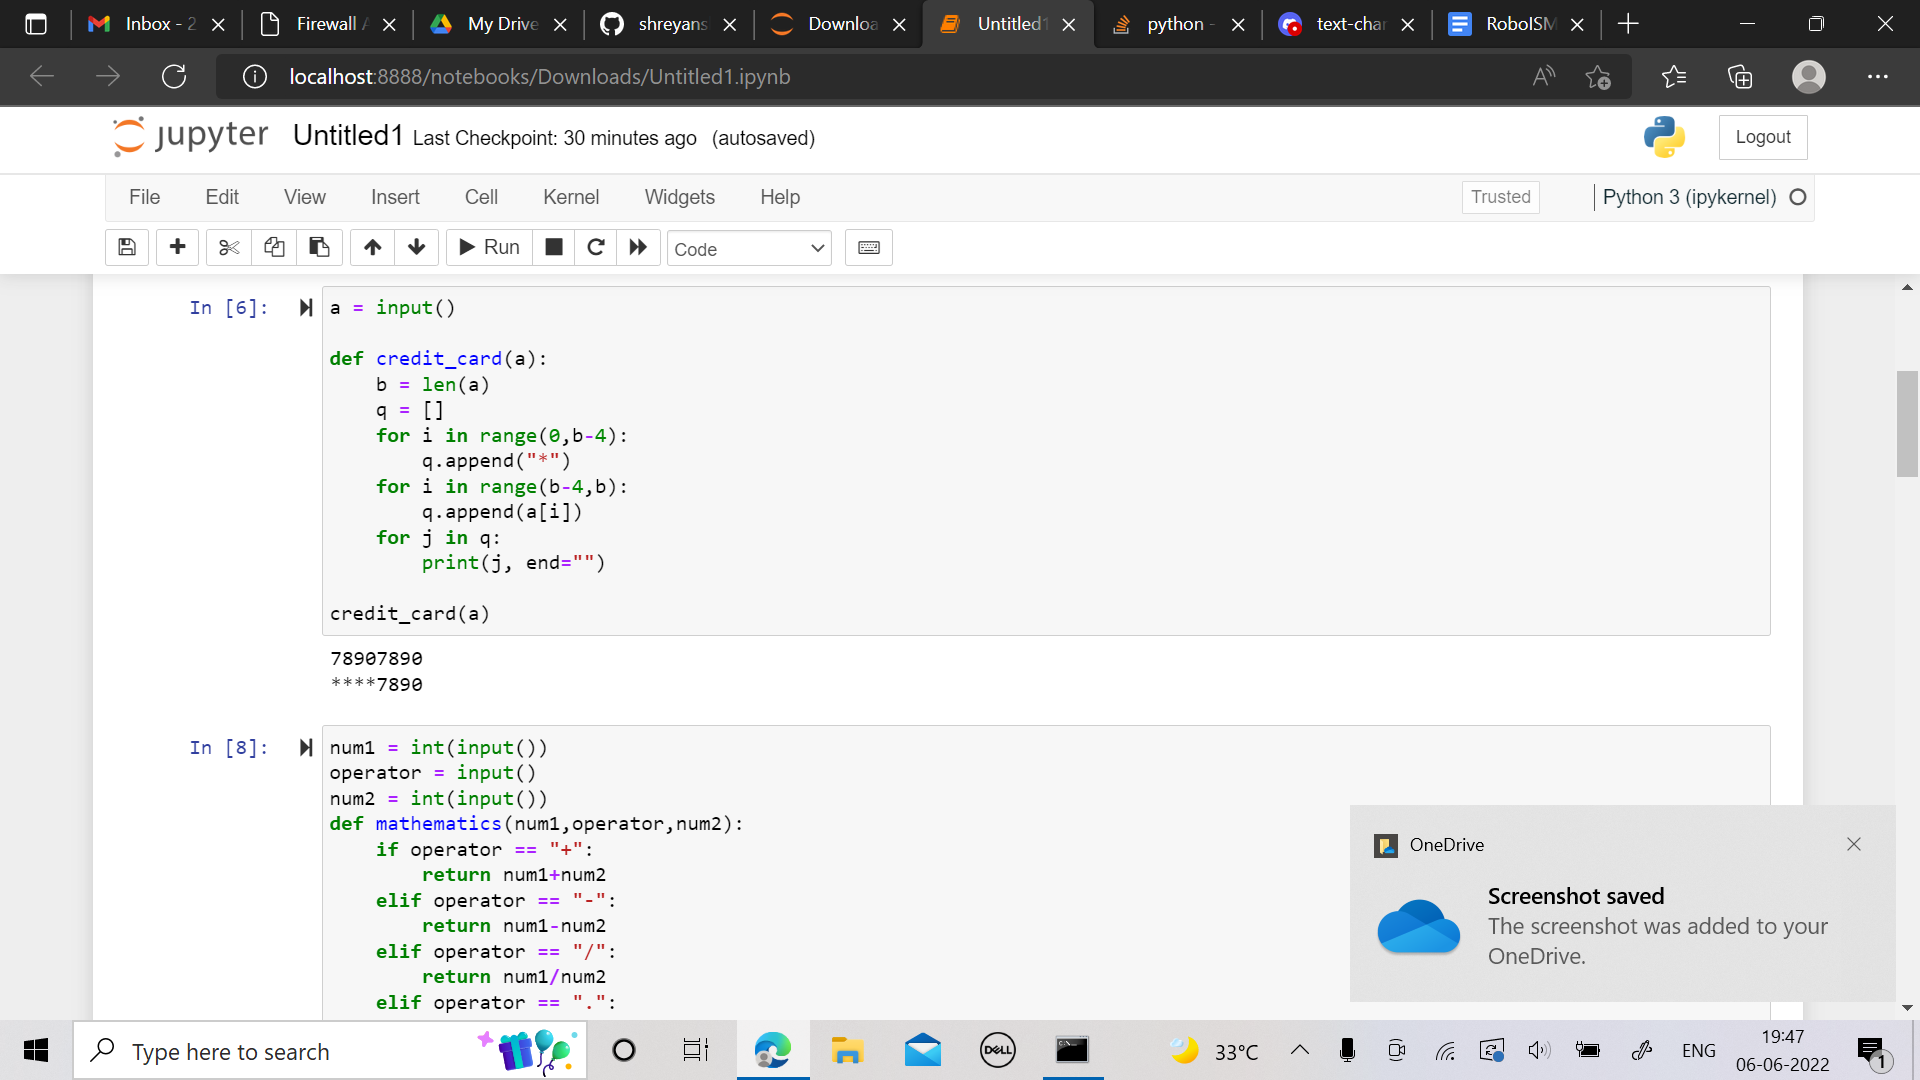 Inbox - 2
Firewall A
My Drive
shreyans
Downloa
Untitled1
python -
text-char
RoboISM
localhost:8888/notebooks/Downloads/Untitled1.ipynb
jupyter Untitled1 Last Checkpoint: 30 minutes ago (autosaved)
Logout
File Edit View Insert Cell Kernel Widgets Help
Trusted
Python 3 (ipykernel)
Run
Code
In [6]:
a = input()
def credit_card(a):
    b = len(a)
    q = []
    for i in range(0,b-4):
        q.append("*")
    for i in range(b-4,b):
        q.append(a[i])
    for j in q:
        print(j, end="")
credit_card(a)
78907890
****7890
In [8]:
num1 = int(input())
operator = input()
num2 = int(input())
def mathematics(num1,operator,num2):
    if operator == "+":
        return num1+num2
    elif operator == "-":
        return num1-num2
    elif operator == "/":
        return num1/num2
    elif operator == ".":
OneDrive
Screenshot saved
The screenshot was added to your
OneDrive.
Type here to search
DELL
33°C
ENG
19:47
06-06-2022
1